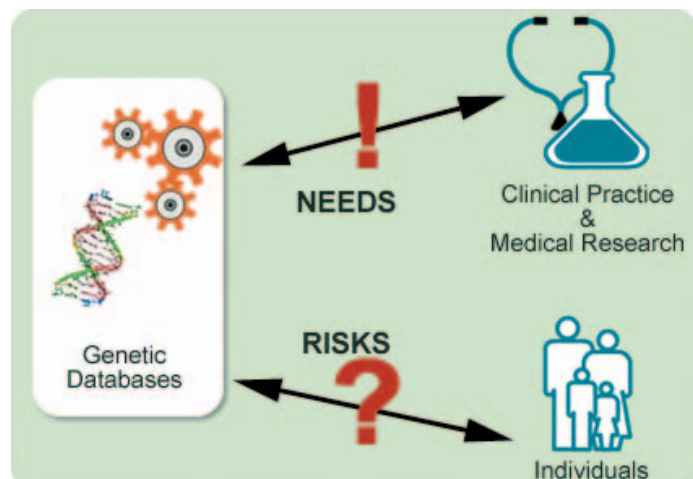 !
NEEDS
Clinical Practice
&
Medical Research
Genetic
Databases
RISKS
?
Individuals